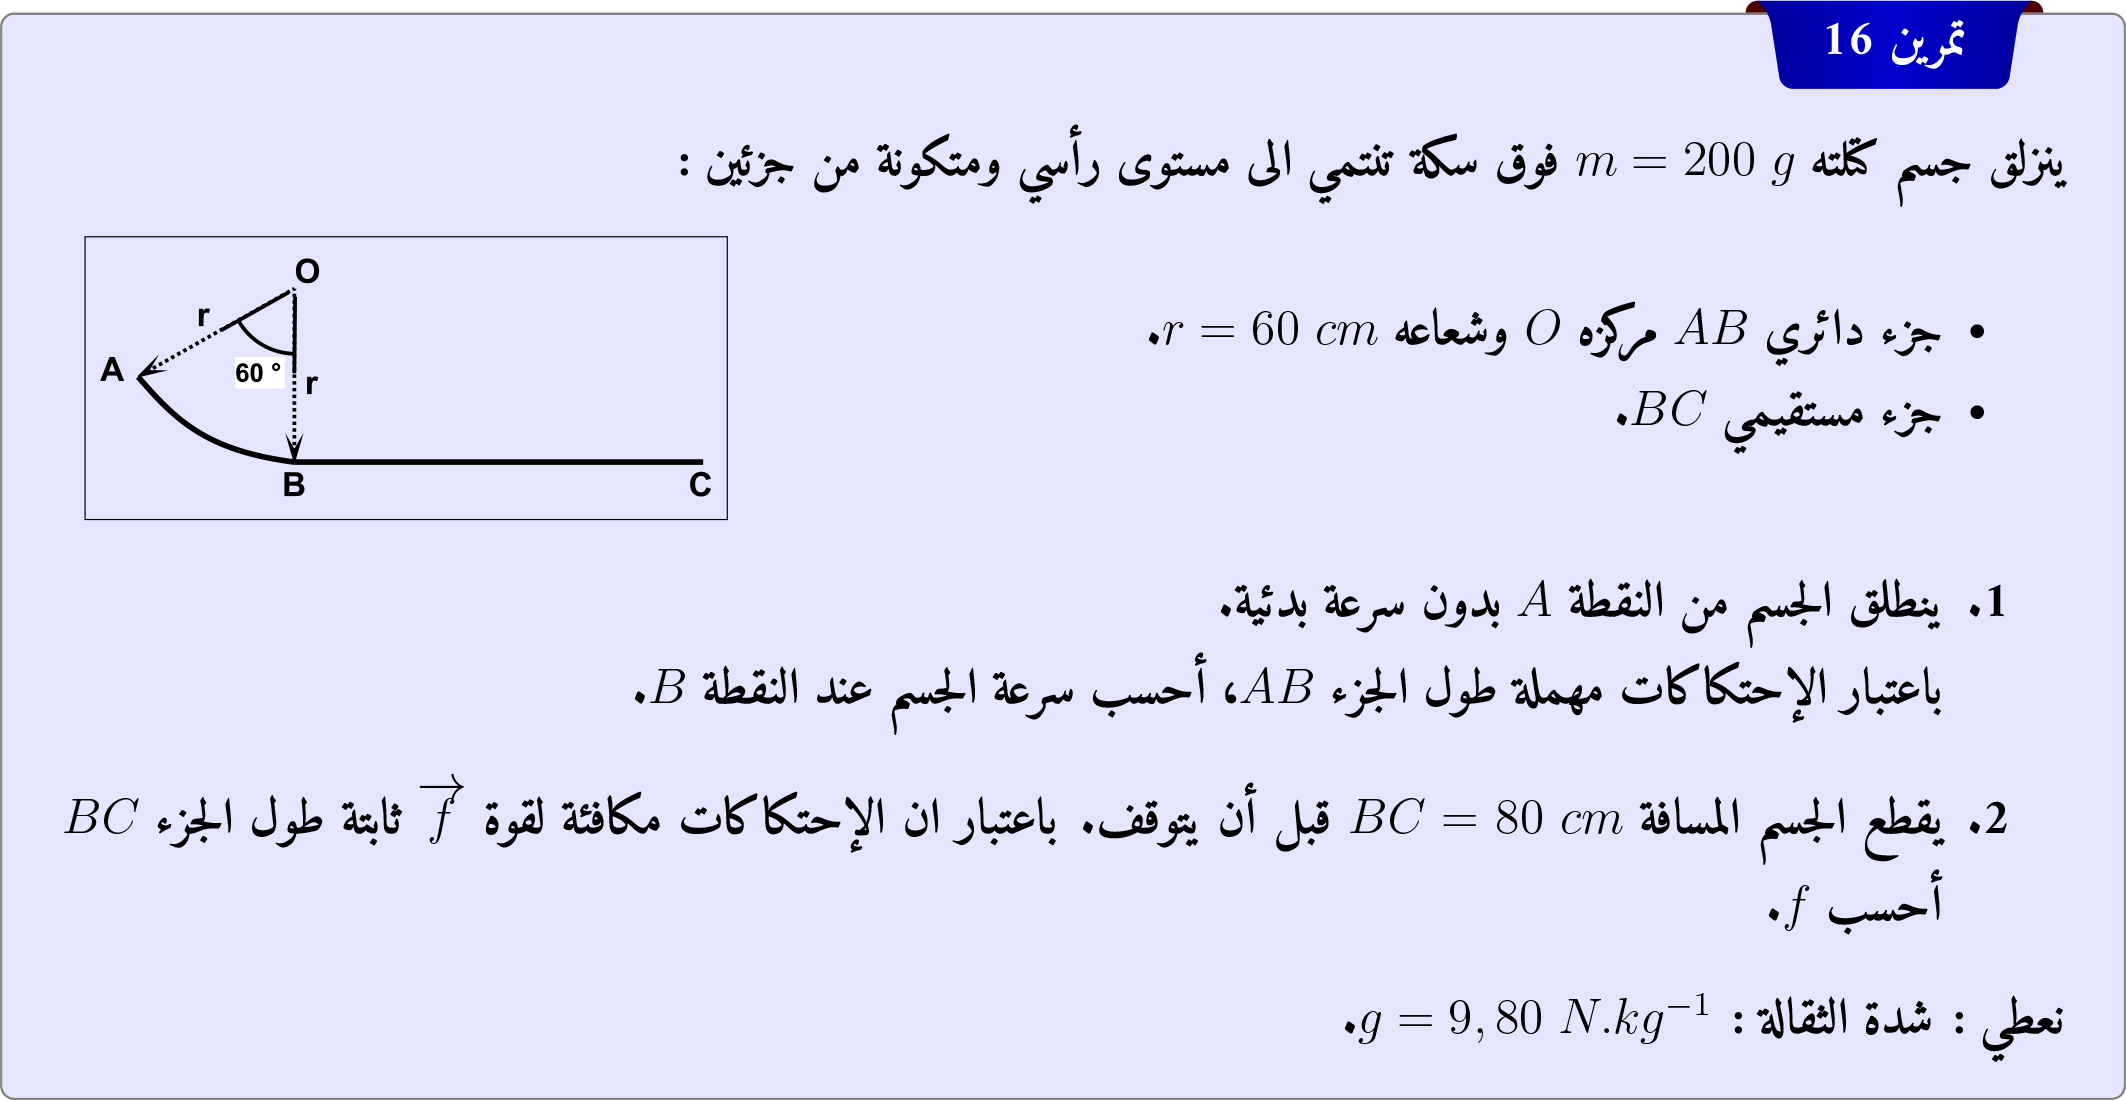 تمرين 16
ينزلق جسم كتلته m = 200 g فوق سكة تنتمي الى مستوى رأسي ومتكونة من جزئين :
• جزء دائري AB مركزه O وشعاعه r = 60 cm.
• جزء مستقيمي BC.
O
r
A
60 °
r
B
C
1. ينطلق الجسم من النقطة A بدون سرعة بدئية.
باعتبار الإحتكاكات مهملة طول الجزء AB، أحسب سرعة الجسم عند النقطة B.
2. يقطع الجسم المسافة BC = 80 cm قبل أن يتوقف. باعتبار ان الإحتكاكات مكافئة لقوة \overrightarrow{f} ثابتة طول الجزء BC
أحسب f.
نعطي : شدة الثقالة : g = 9,80 N.kg⁻¹.